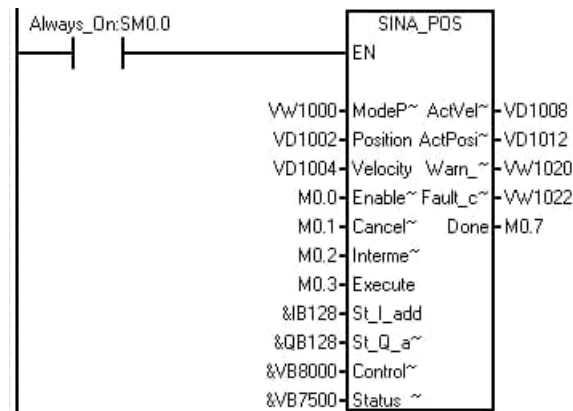 Always_On:SM0.0 SINA_POS
EN
VW1000 ModeP~ ActVel~ VD1008
VD1002 Position ActPosi~ VD1012
VD1004 Velocity Warn_~ VW1020
M0.0 Enable~ Fault_c~ VW1022
M0.1 Cancel~ Done M0.7
M0.2 Interme~
M0.3 Execute
&IB128 St_I_add
&QB128 St_Q_a~
&VB8000 Control~
&VB7500 Status_~